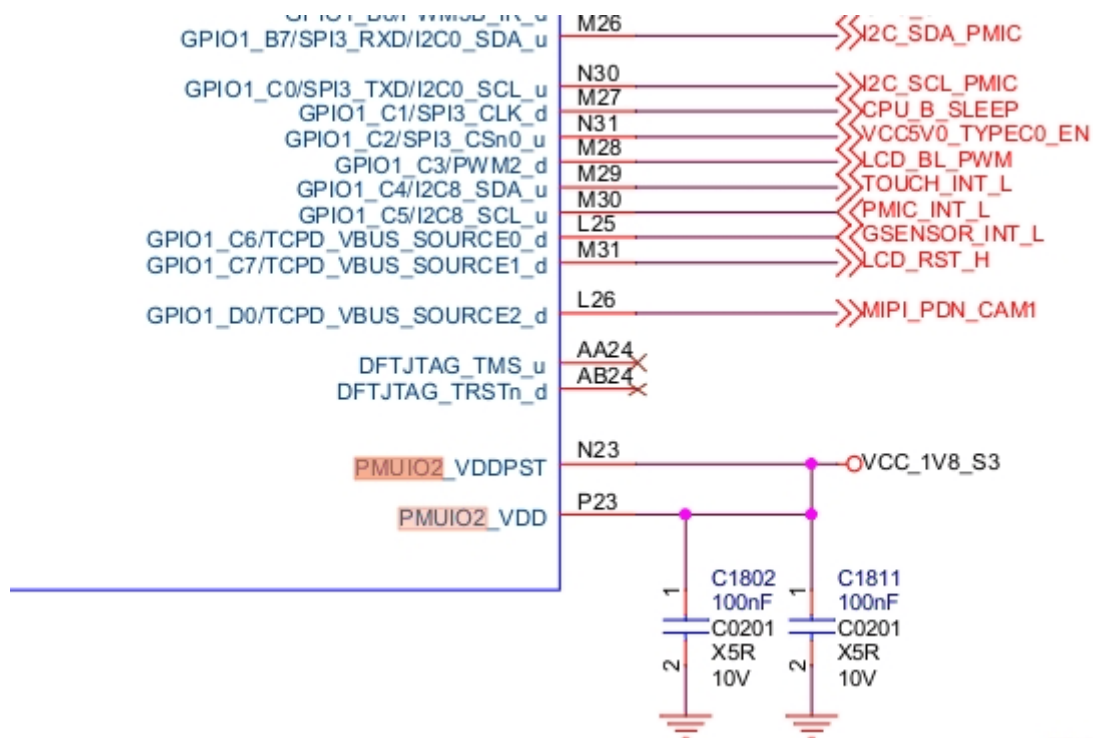 GPIO1_B7/SPI3_RXD/I2C0_SDA_u M26 I2C_SDA_PMIC
GPIO1_C0/SPI3_TXD/I2C0_SCL_u N30 I2C_SCL_PMIC
GPIO1_C1/SPI3_CLK_d M27 CPU_B_SLEEP
GPIO1_C2/SPI3_CSn0_u N31 VCC5V0_TYPEC0_EN
GPIO1_C3/PWM2_d M28 LCD_BL_PWM
GPIO1_C4/I2C8_SDA_u M29 TOUCH_INT_L
GPIO1_C5/I2C8_SCL_u M30 PMIC_INT_L
GPIO1_C6/TCPD_VBUS_SOURCE0_d L25 GSENSOR_INT_L
GPIO1_C7/TCPD_VBUS_SOURCE1_d M31 LCD_RST_H
GPIO1_D0/TCPD_VBUS_SOURCE2_d L26 MIPI_PDN_CAM1
DFTJTAG_TMS_u AA24
DFTJTAG_TRSTn_d AB24
PMUIO2_VDDPST N23 VCC_1V8_S3
PMUIO2_VDD P23
C1802 C1811
1 100nF 1 100nF
C0201 C0201
2 X5R 2 X5R
10V 10V